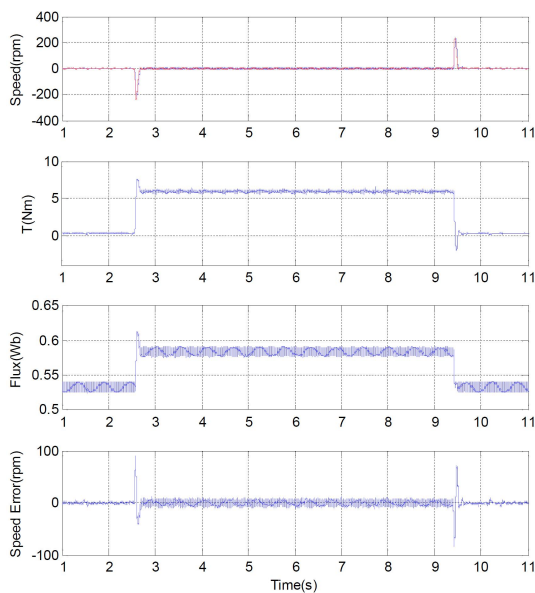 400
200
0
-200
-400
Speed(rpm)
1 2 3 4 5 6 7 8 9 10 11
10
5
0
T(Nm)
1 2 3 4 5 6 7 8 9 10 11
0.65
0.6
0.55
0.5
Flux(Wb)
1 2 3 4 5 6 7 8 9 10 11
100
0
-100
Speed Error(rpm)
1 2 3 4 5 6 7 8 9 10 11
Time(s)